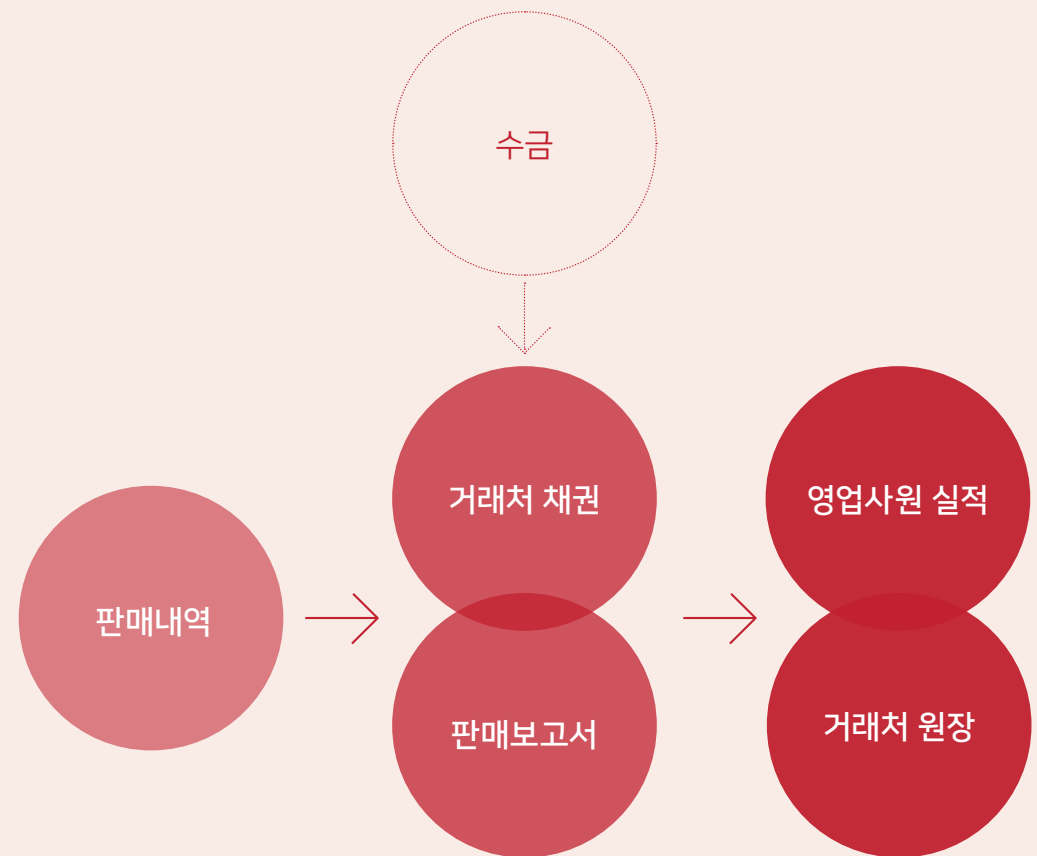 수금
거래처 채권
영업사원 실적
판매내역
판매보고서
거래처 원장